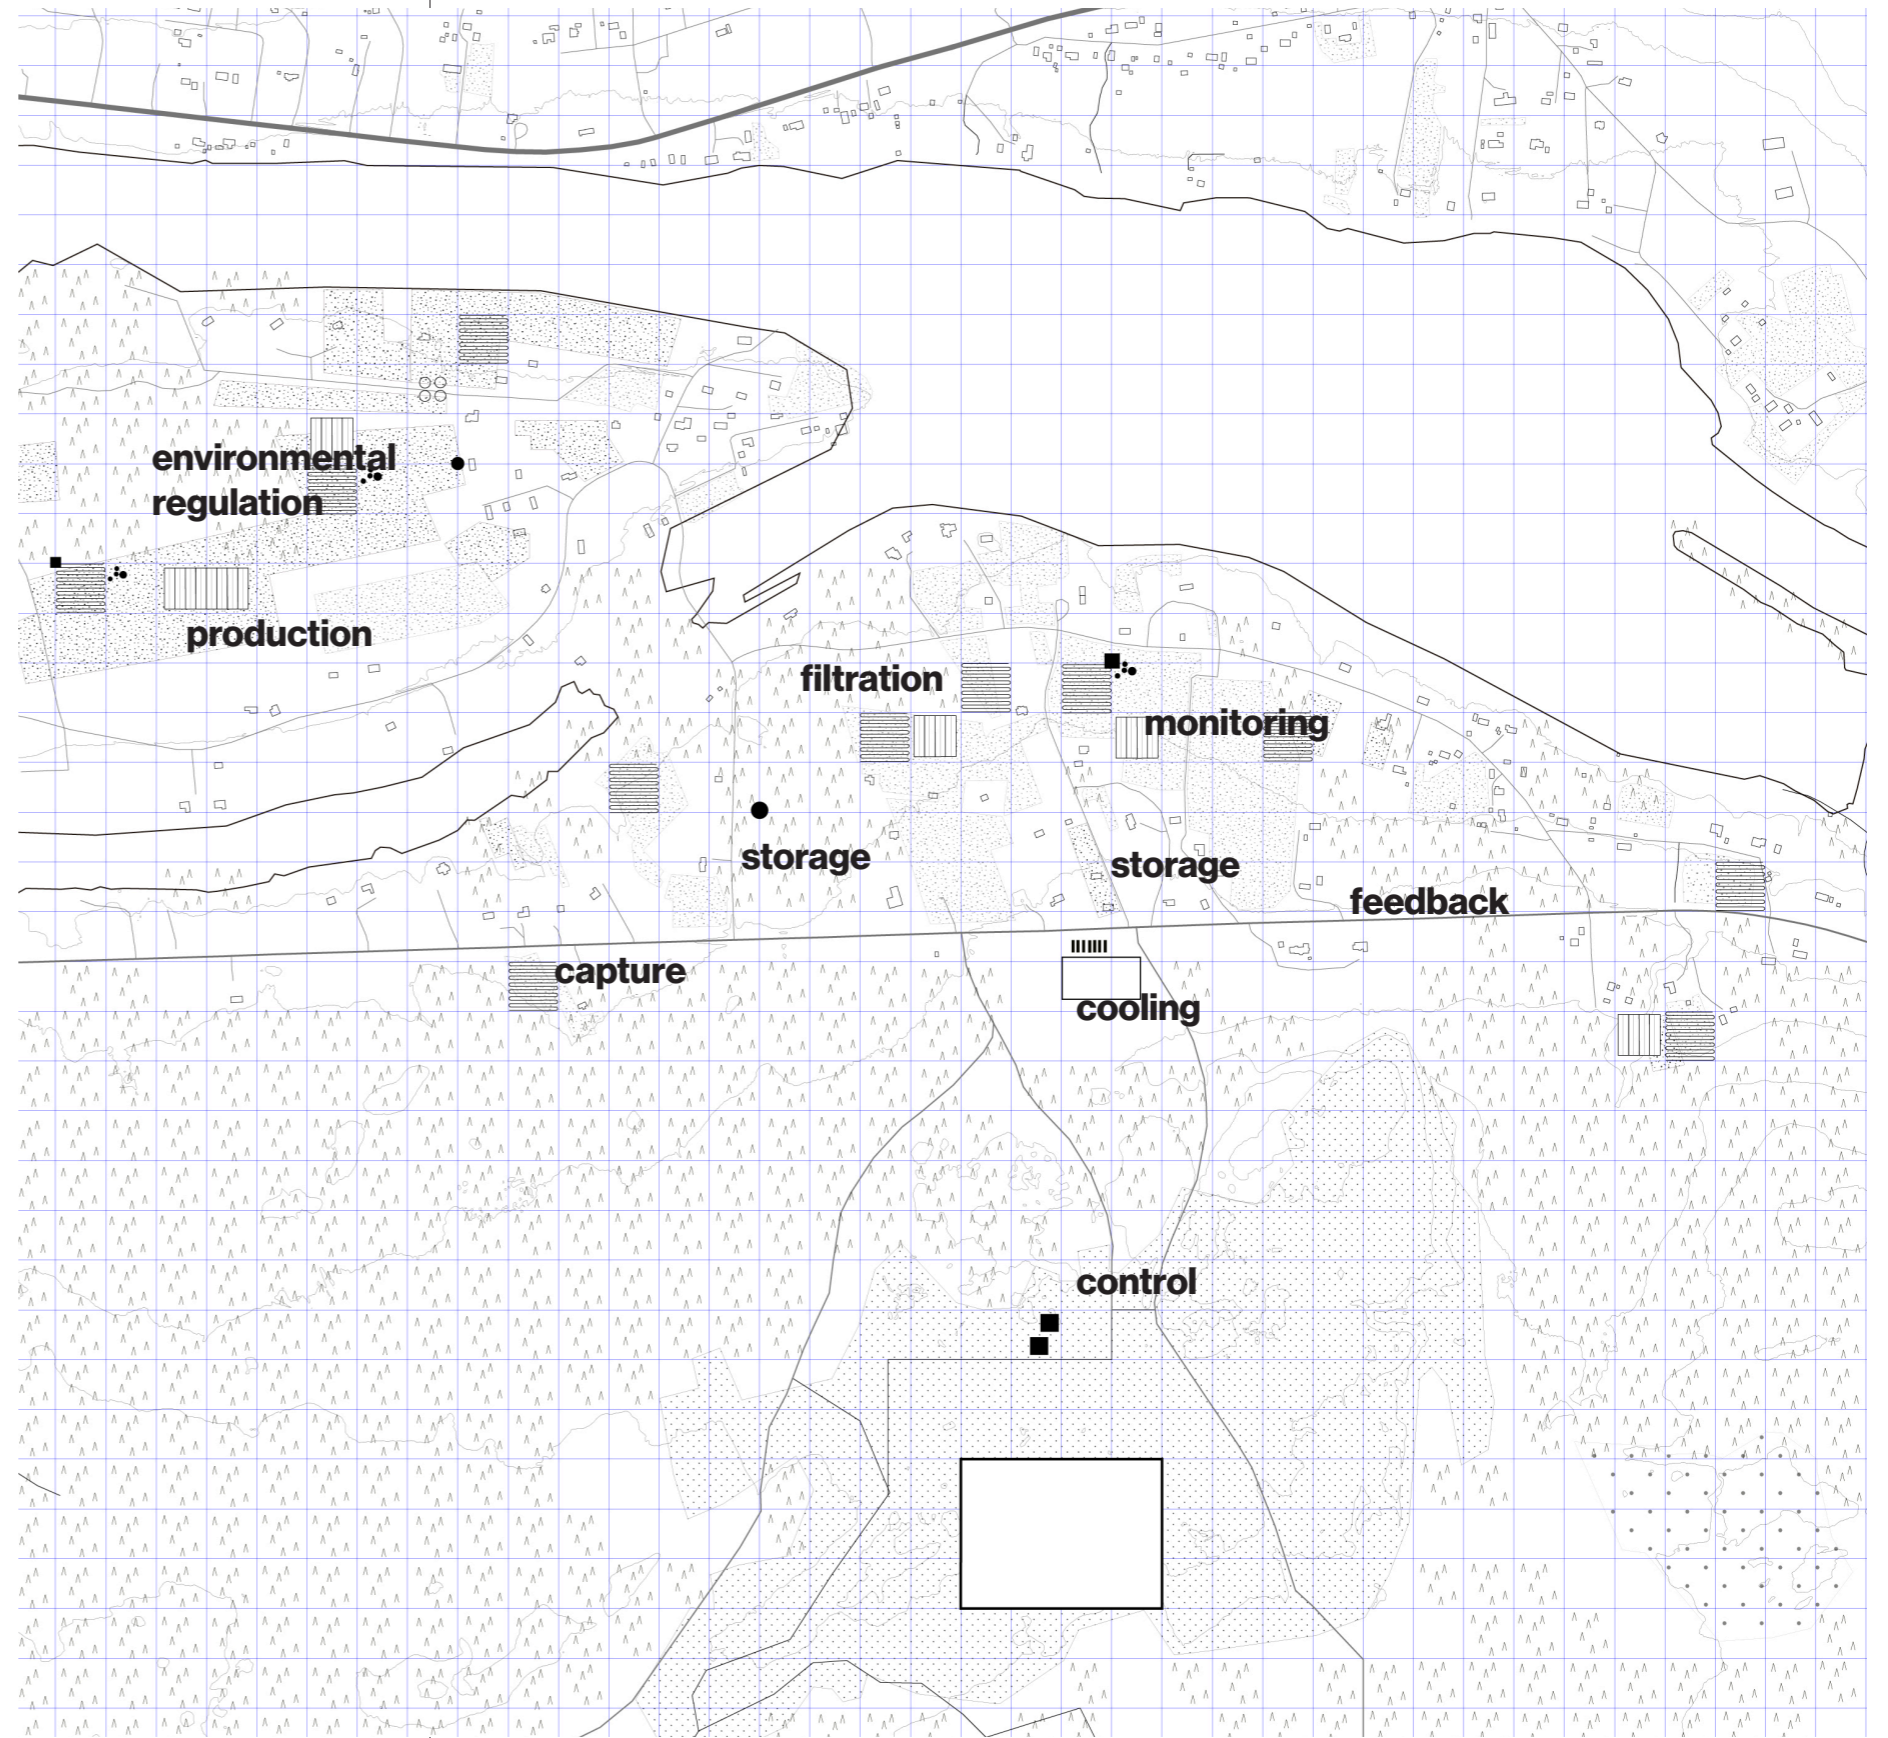 environmental
regulation
production
filtration
monitoring
storage
storage
feedback
capture
cooling
control